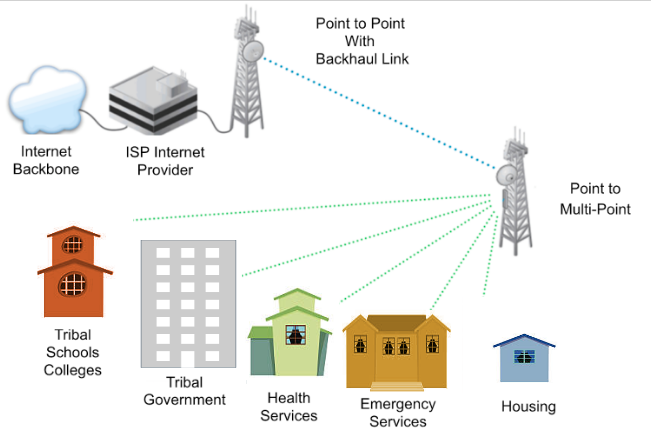 Point to Point
With
Backhaul Link
Internet
Backbone
ISP Internet
Provider
Point to
Multi-Point
Tribal
Schools
Colleges
Tribal
Government
Health
Services
Emergency
Services
Housing